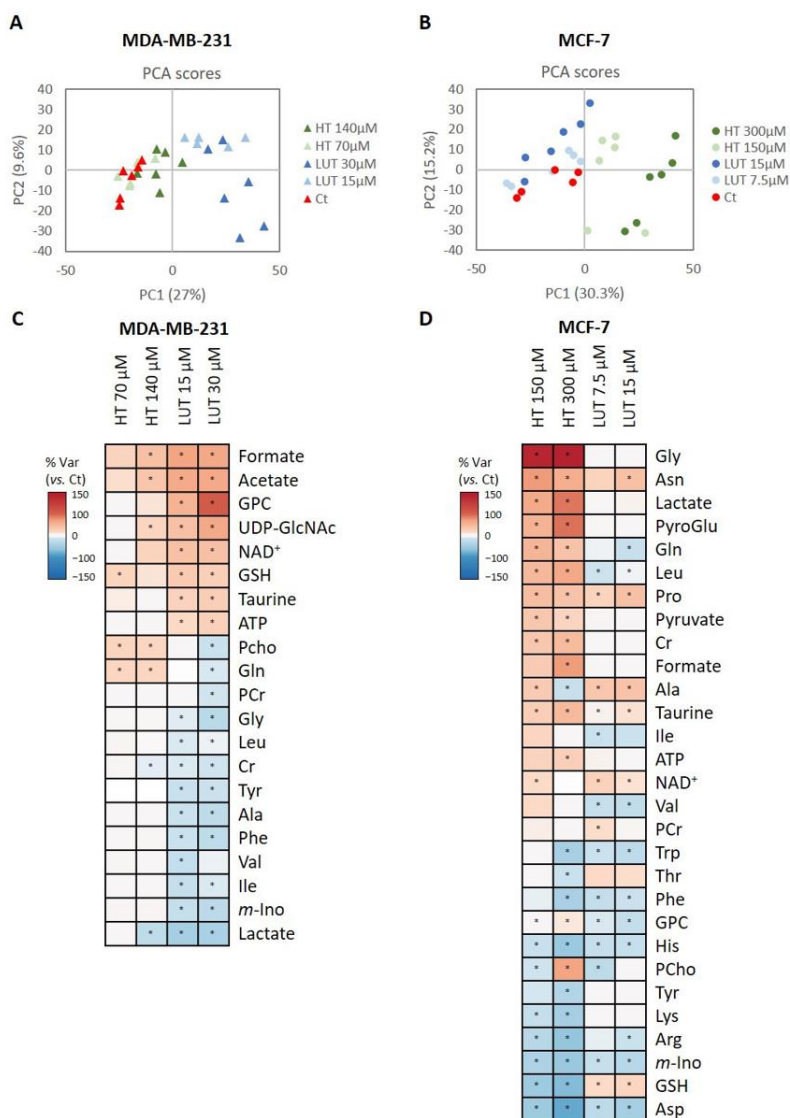 A
MDA-MB-231
PCA scores
40
30
20
10
0
-10
-20
-30
-40
-50
0
50
PC2 (9.6%)
PC1 (27%)
HT 140µM
HT 70µM
LUT 30µM
LUT 15µM
Ct
B
MCF-7
PCA scores
40
30
20
10
0
-10
-20
-30
-40
-50
0
50
PC2 (15.2%)
PC1 (30.3%)
HT 300µM
HT 150µM
LUT 15µM
LUT 7.5µM
Ct
C
MDA-MB-231
HT 70 µM
HT 140 µM
LUT 15 µM
LUT 30 µM
% Var
(vs. Ct)
150
100
0
−100
−150
Formate
Acetate
GPC
UDP-GlcNAc
NAD⁺
GSH
Taurine
ATP
Pcho
Gln
PCr
Gly
Leu
Cr
Tyr
Ala
Phe
Val
Ile
m-Ino
Lactate
D
MCF-7
HT 150 µM
HT 300 µM
LUT 7.5 µM
LUT 15 µM
% Var
(vs. Ct)
150
100
0
−100
−150
Gly
Asn
Lactate
PyroGlu
Gln
Leu
Pro
Pyruvate
Cr
Formate
Ala
Taurine
Ile
ATP
NAD⁺
Val
PCr
Trp
Thr
Phe
GPC
His
PCho
Tyr
Lys
Arg
m-Ino
GSH
Asp